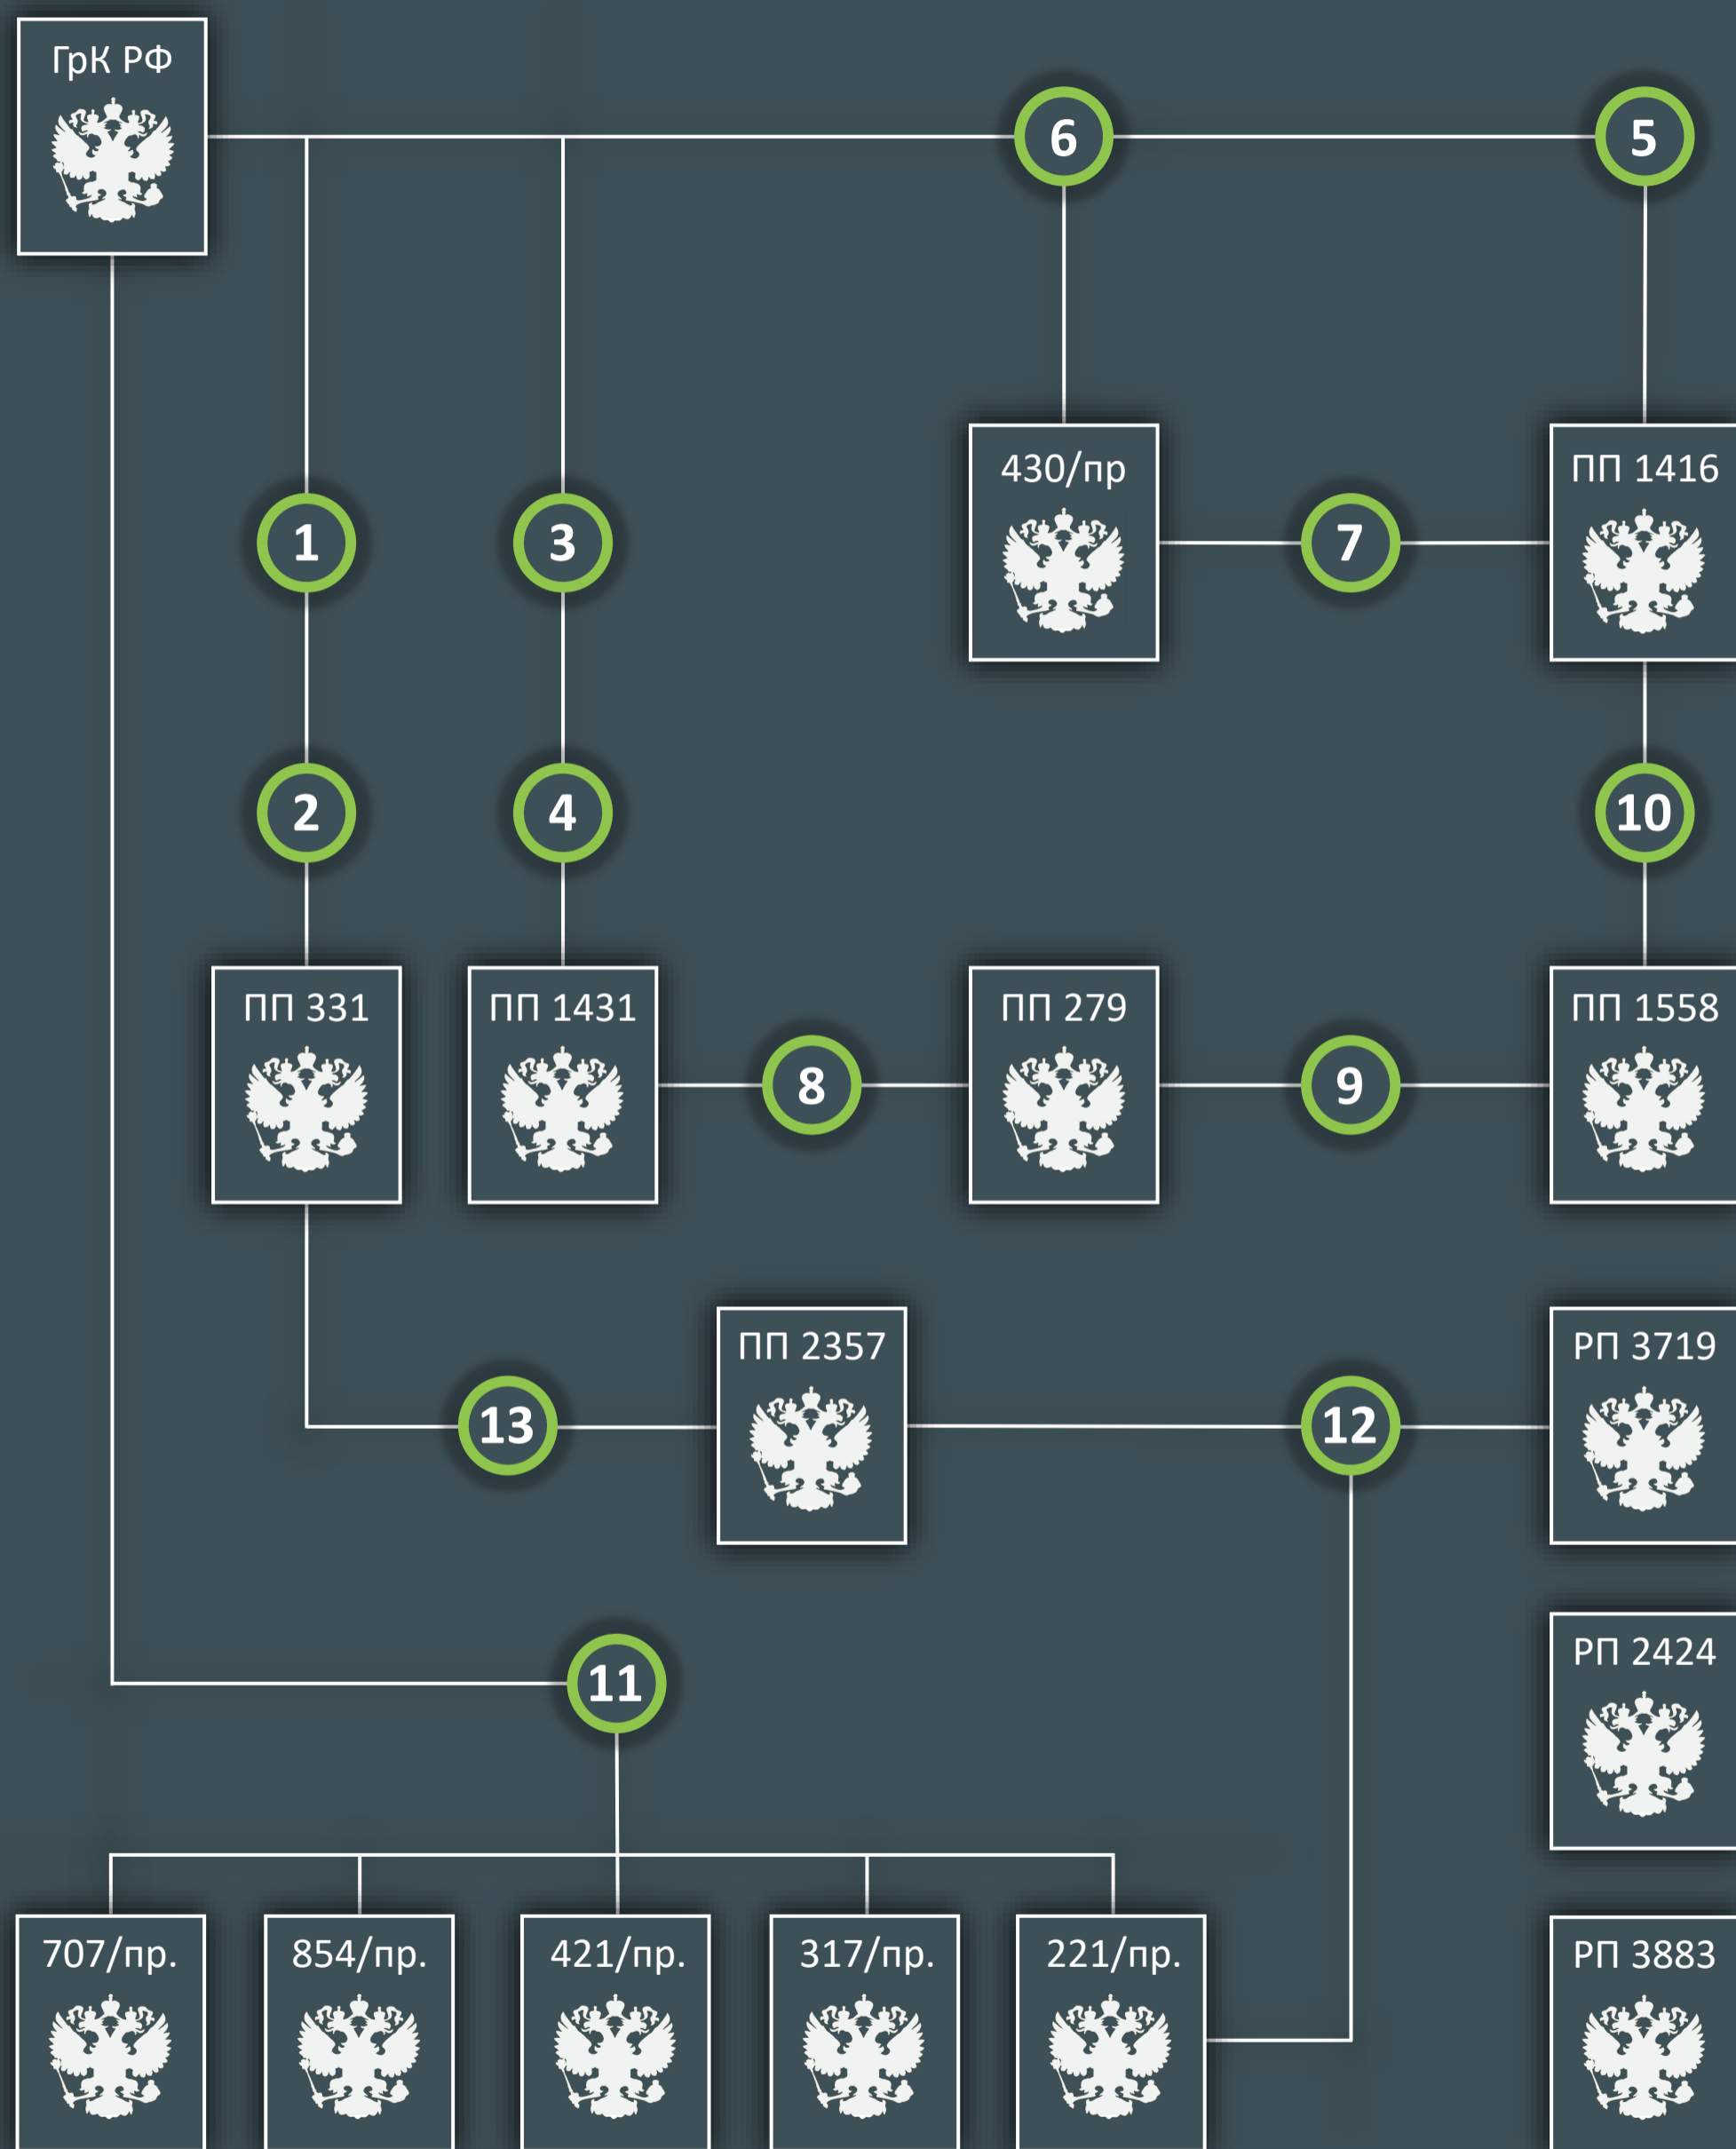 ГрК РФ
6
5
430/пр
ПП 1416
1
3
7
2
4
10
ПП 331
ПП 1431
ПП 279
ПП 1558
8
9
ПП 2357
РП 3719
13
12
РП 2424
11
707/пр.
854/пр.
421/пр.
317/пр.
221/пр.
РП 3883